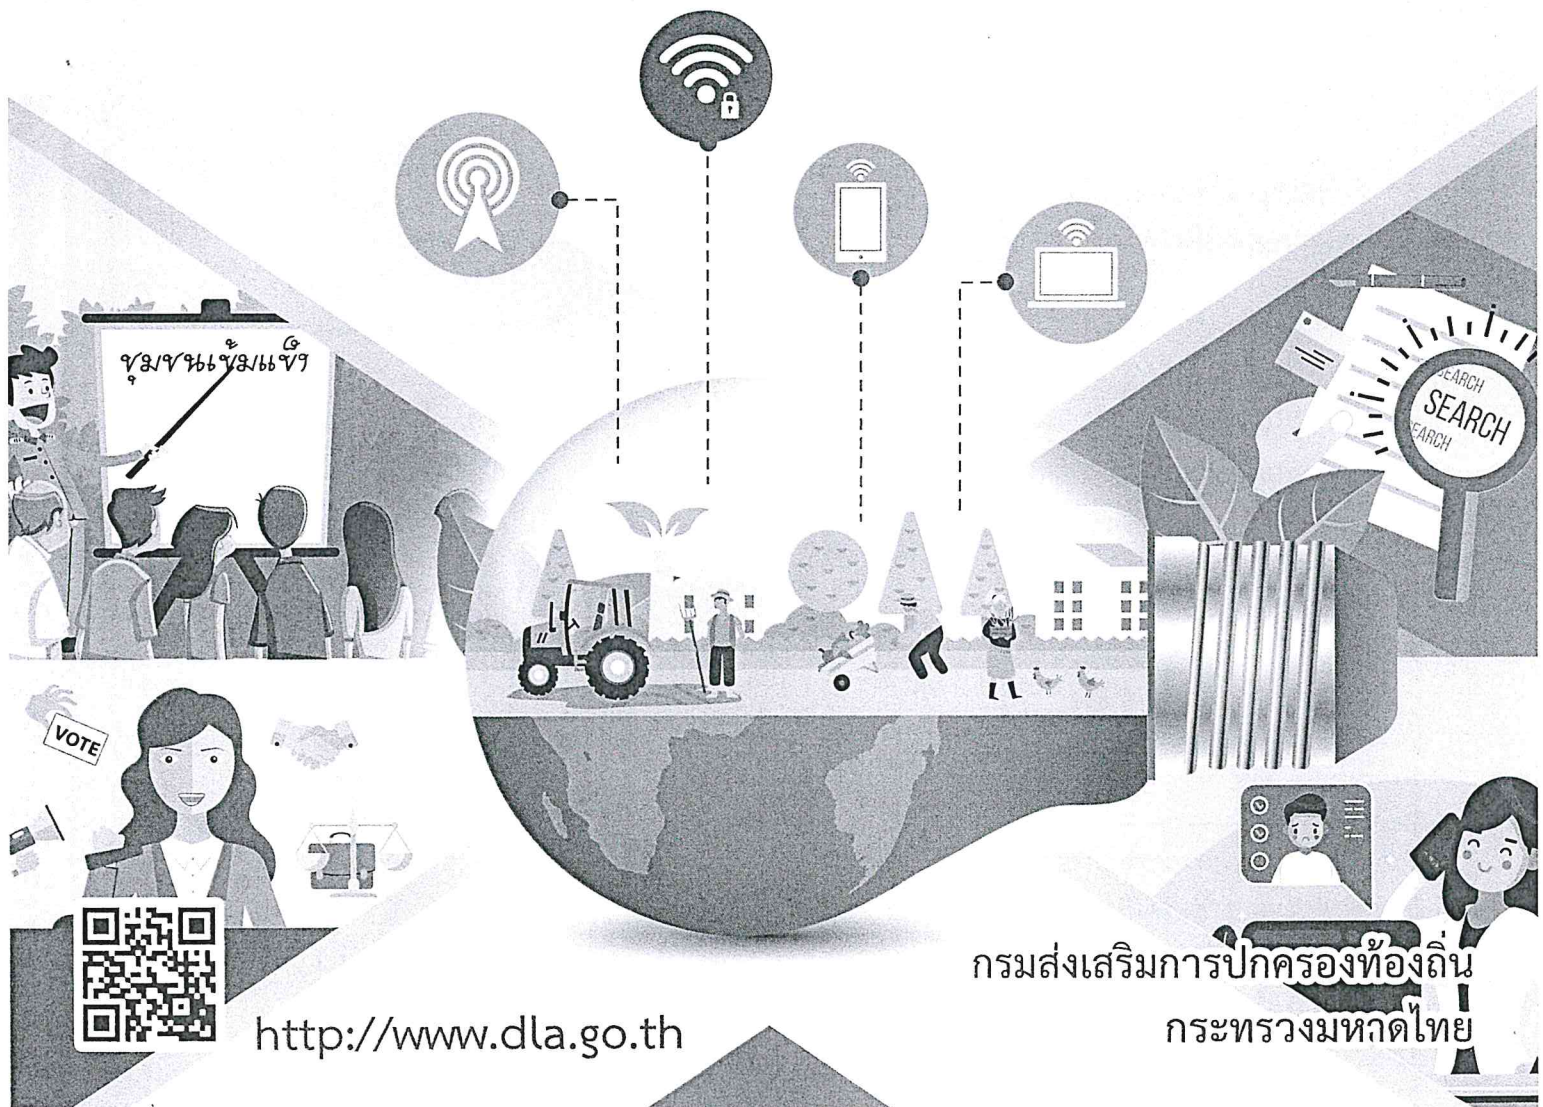 ชุมชนเข้มแข็ง
SEARCH
SEARCH
EARCH
VOTE
กรมส่งเสริมการปกครองท้องถิ่น
http://www.dla.go.th
กระทรวงมหาดไทย